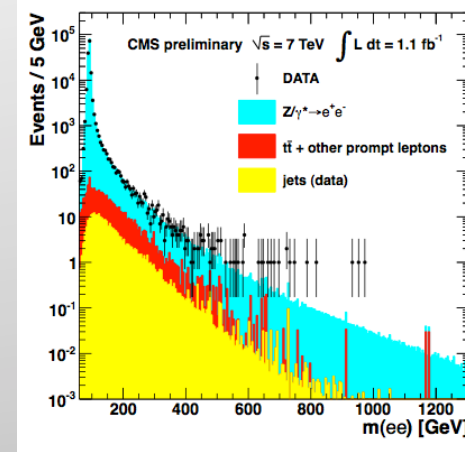 CMS preliminary √s = 7 TeV ∫ L dt = 1.1 fb⁻¹
DATA
Z/γ*→e⁺e⁻
tt̄ + other prompt leptons
jets (data)
Events / 5 GeV
10⁵
10⁴
10³
10²
10
1
10⁻¹
10⁻²
10⁻³
200 400 600 800 1000 1200
m(ee) [GeV]